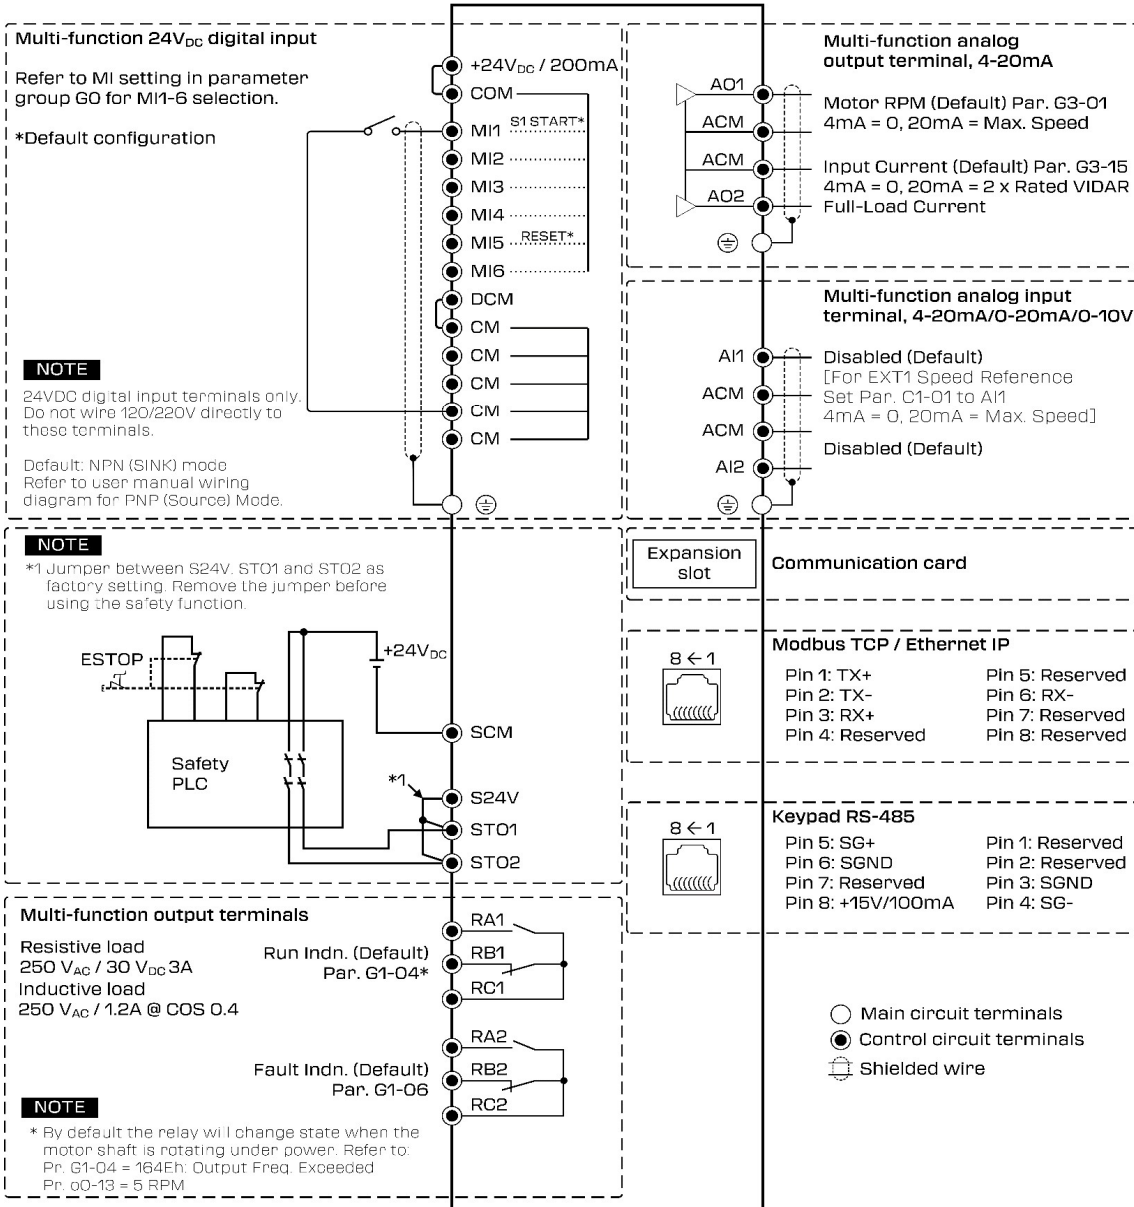 Multi-function 24VDC digital input
Refer to MI setting in parameter
group G0 for MI1-6 selection.
*Default configuration
+24VDC / 200mA
COM
MI1
S1 START*
MI2
MI3
MI4
MI5
RESET*
MI6
DCM
CM
CM
CM
CM
CM
NOTE
24VDC digital input terminals only.
Do not wire 120/220V directly to
these terminals.
Default: NPN (SINK) mode
Refer to user manual wiring
diagram for PNP (Source) Mode.
Multi-function analog
output terminal, 4-20mA
AO1
ACM
ACM
AO2
Motor RPM (Default) Par. G3-01
4mA = 0, 20mA = Max. Speed
Input Current (Default) Par. G3-15
4mA = 0, 20mA = 2 x Rated VIDAR
Full-Load Current
Multi-function analog input
terminal, 4-20mA/0-20mA/0-10V
AI1
ACM
ACM
AI2
Disabled (Default)
[For EXT1 Speed Reference
Set Par. C1-01 to AI1
4mA = 0, 20mA = Max. Speed]
Disabled (Default)
NOTE
*1 Jumper between S24V, STO1 and STO2 as
factory setting. Remove the jumper before
using the safety function.
ESTOP
Safety
PLC
+24VDC
SCM
*1
S24V
STO1
STO2
Expansion
slot
Communication card
Modbus TCP / Ethernet IP
8 ← 1
Pin 1: TX+
Pin 2: TX-
Pin 3: RX+
Pin 4: Reserved
Pin 5: Reserved
Pin 6: RX-
Pin 7: Reserved
Pin 8: Reserved
Keypad RS-485
8 ← 1
Pin 5: SG+
Pin 6: SGND
Pin 7: Reserved
Pin 8: +15V/100mA
Pin 1: Reserved
Pin 2: Reserved
Pin 3: SGND
Pin 4: SG-
Multi-function output terminals
Resistive load
250 VAC / 30 VDC 3A
Inductive load
250 VAC / 1.2A @ COS 0.4
Run Indn. (Default)
Par. G1-04*
RA1
RB1
RC1
Fault Indn. (Default)
Par. G1-06
RA2
RB2
RC2
NOTE
* By default the relay will change state when the
motor shaft is rotating under power. Refer to:
Pr. G1-04 = 164Eh: Output Freq. Exceeded
Pr. o0-13 = 5 RPM
Main circuit terminals
Control circuit terminals
Shielded wire